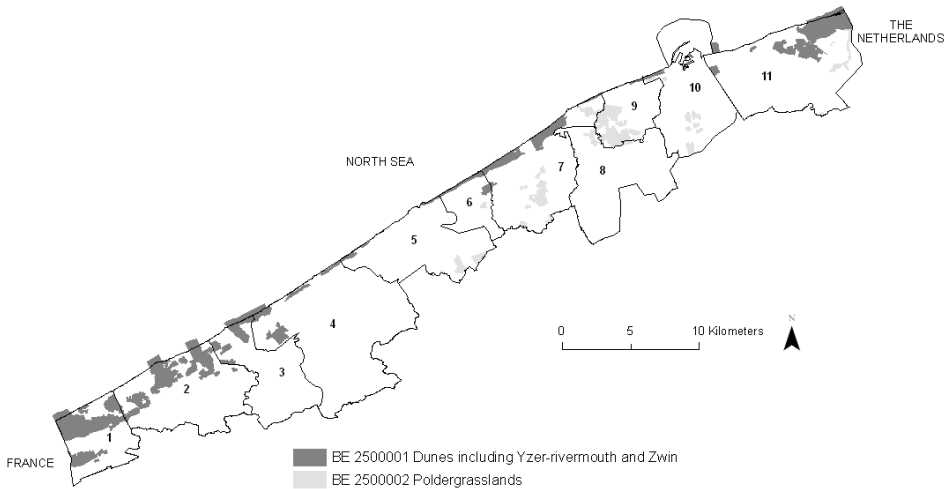 THE
NETHERLANDS
11
10
9
NORTH SEA
8
7
6
5
N
0 5 10 Kilometers
4
3
2
1
FRANCE
BE 2500001 Dunes including Yzer-rivermouth and Zwin
BE 2500002 Poldergrasslands